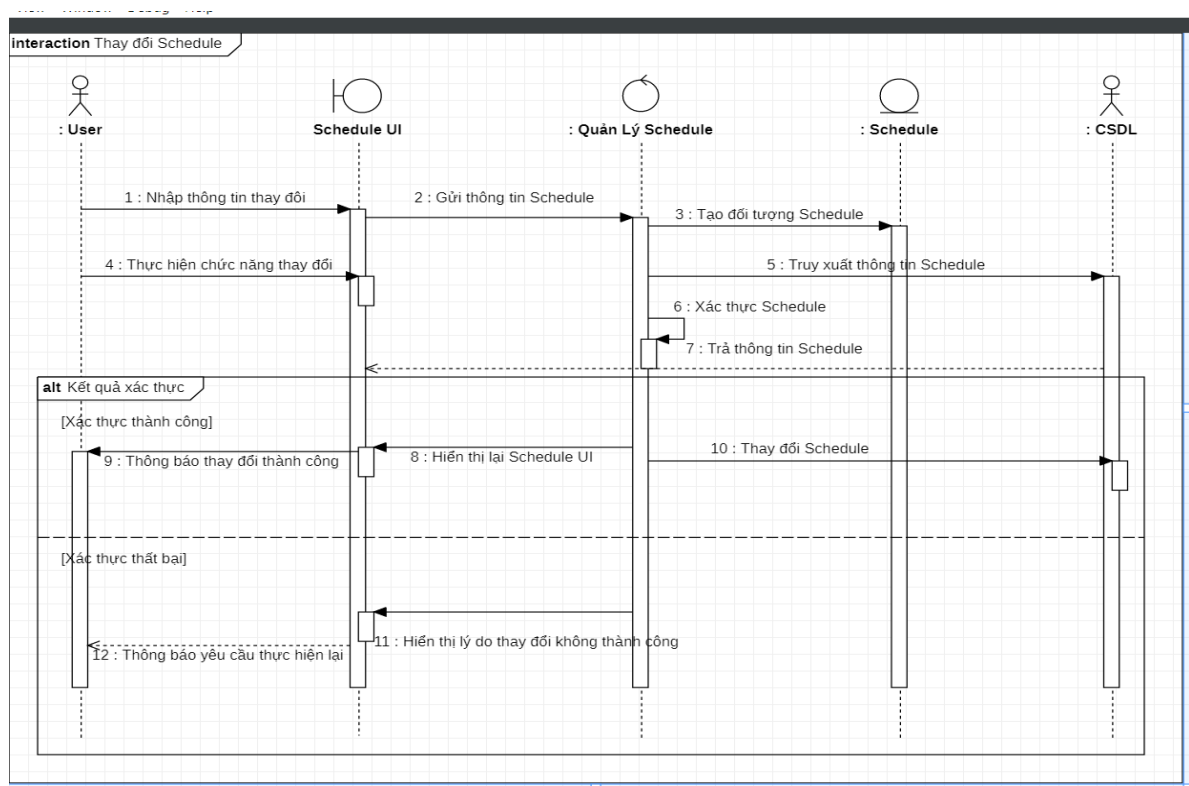 interaction Thay đổi Schedule
: User
Schedule UI
: Quản Lý Schedule
: Schedule
: CSDL
1 : Nhập thông tin thay đôi
2 : Gửi thông tin Schedule
3 : Tạo đối tượng Schedule
4 : Thực hiện chức năng thay đổi
5 : Truy xuất thông tin Schedule
6 : Xác thực Schedule
7 : Trả thông tin Schedule
alt Kết quả xác thực
[Xác thực thành công]
8 : Hiển thị lại Schedule UI
9 : Thông báo thay đổi thành công
10 : Thay đổi Schedule
[Xác thực thất bại]
11 : Hiển thị lý do thay đổi không thành công
12 : Thông báo yêu cầu thực hiện lại